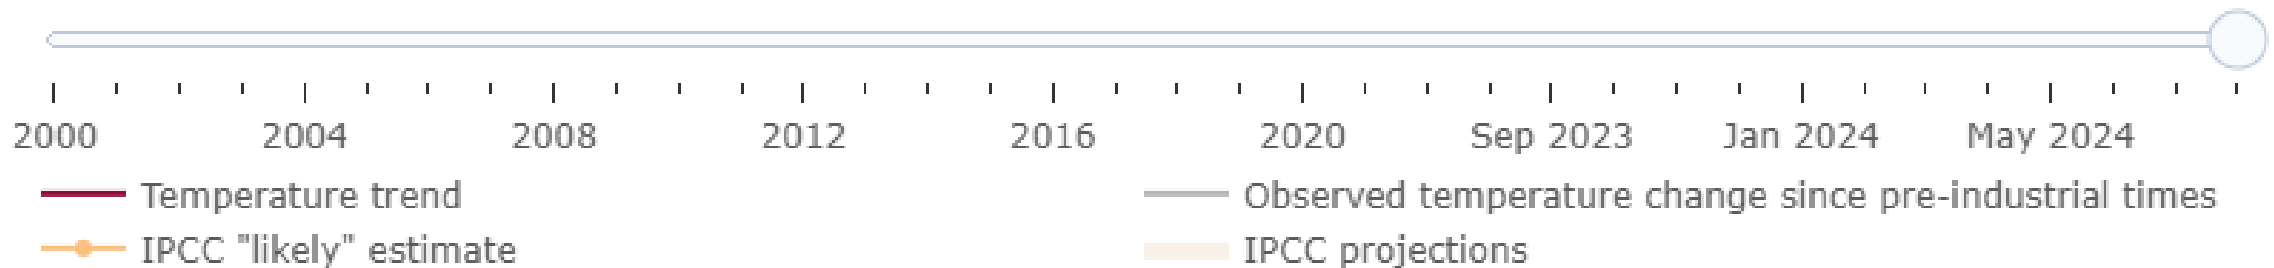 2000 2004 2008 2012 2016 2020 Sep 2023 Jan 2024 May 2024
Temperature trend Observed temperature change since pre-industrial times
IPCC "likely" estimate IPCC projections